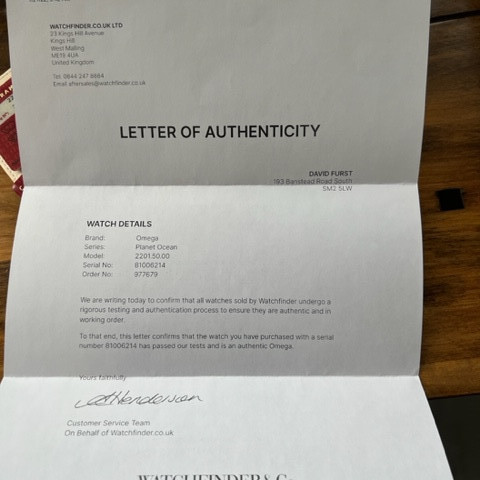 WATCHFINDER.CO.UK LTD
23 Kings Hill Avenue
Kings Hill
West Malling
ME19 4UA
United Kingdom
Tel: 0844 247 8864
Email aftersales@watchfinder.co.uk
LETTER OF AUTHENTICITY
DAVID FURST
193 Banstead Road South
SM2 5LW
WATCH DETAILS
Brand: Omega
Series: Planet Ocean
Model: 2201.50.00
Serial No: 81006214
Order No: 977679
We are writing today to confirm that all watches sold by Watchfinder undergo a
rigorous testing and authentication process to ensure they are authentic and in
working order.
To that end, this letter confirms that the watch you have purchased with a serial
number 81006214 has passed our tests and is an authentic Omega.
Yours faithfully
Henderson
Customer Service Team
On Behalf of Watchfinder.co.uk
WATCHFINDER & Co.